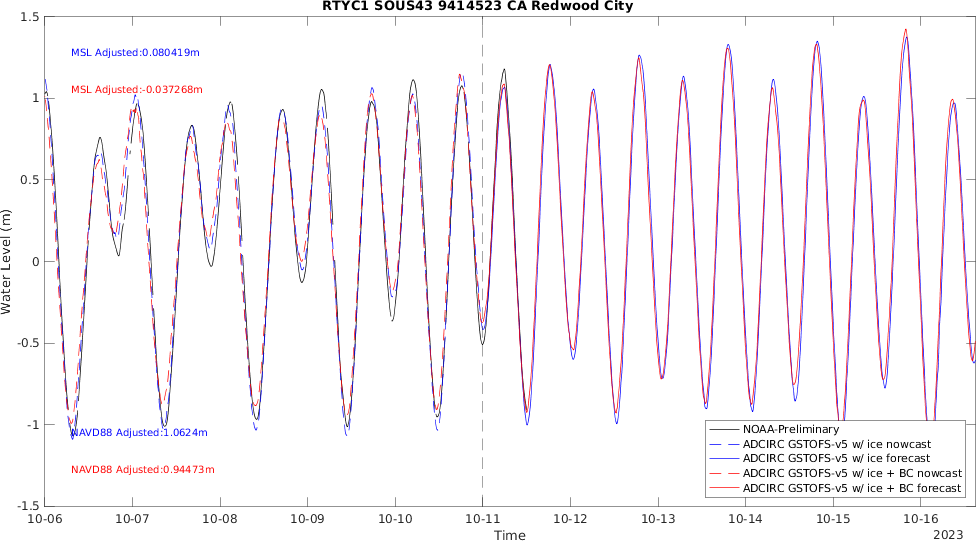 RTYC1 SOUS43 9414523 CA Redwood City
1.5
MSL Adjusted:0.080419m
MSL Adjusted:-0.037268m
1
0.5
Water Level (m)
0
-0.5
-1
NAVD88 Adjusted:1.0624m
NAVD88 Adjusted:0.94473m
-1.5
NOAA-Preliminary
ADCIRC GSTOFS-v5 w/ ice nowcast
ADCIRC GSTOFS-v5 w/ ice forecast
ADCIRC GSTOFS-v5 w/ ice + BC nowcast
ADCIRC GSTOFS-v5 w/ ice + BC forecast
10-06 10-07 10-08 10-09 10-10 10-11 10-12 10-13 10-14 10-15 10-16
Time
2023